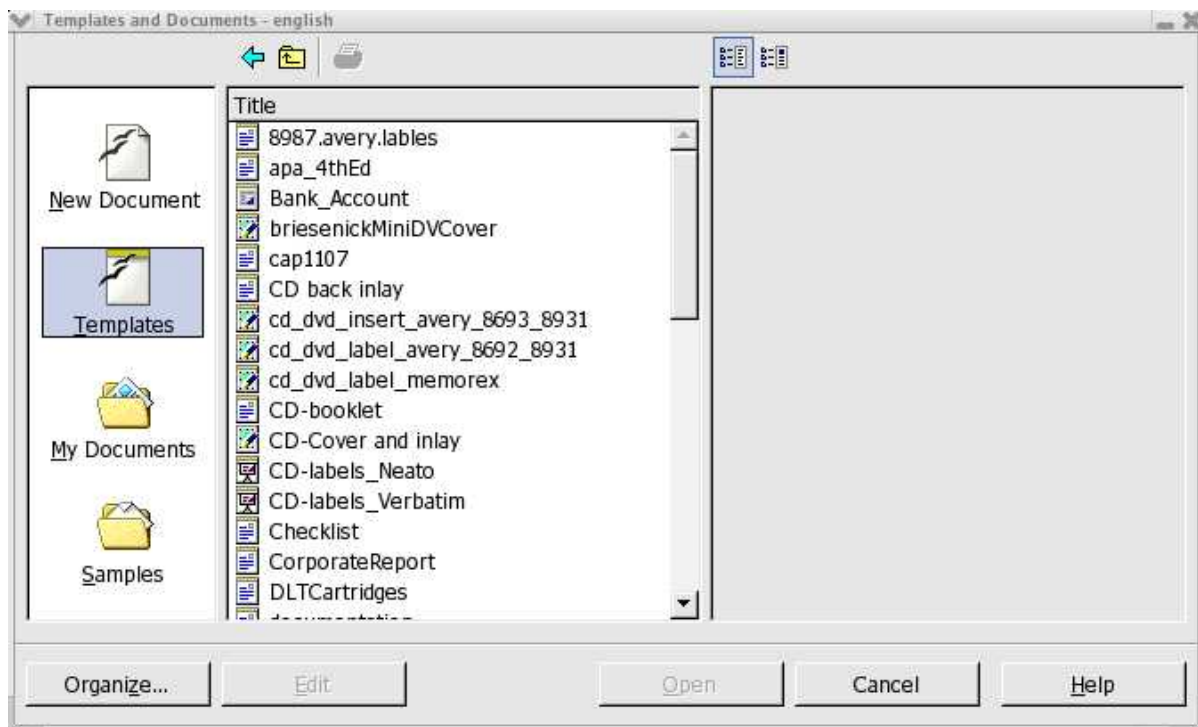 Templates and Documents - english
New Document
Templates
My Documents
Samples
Title
8987.avery.lables
apa_4thEd
Bank_Account
briesenickMiniDVCover
cap1107
CD back inlay
cd_dvd_insert_avery_8693_8931
cd_dvd_label_avery_8692_8931
cd_dvd_label_memorex
CD-booklet
CD-Cover and inlay
CD-labels_Neato
CD-labels_Verbatim
Checklist
CorporateReport
DLTCartridges
Organize...
Edit
Open
Cancel
Help